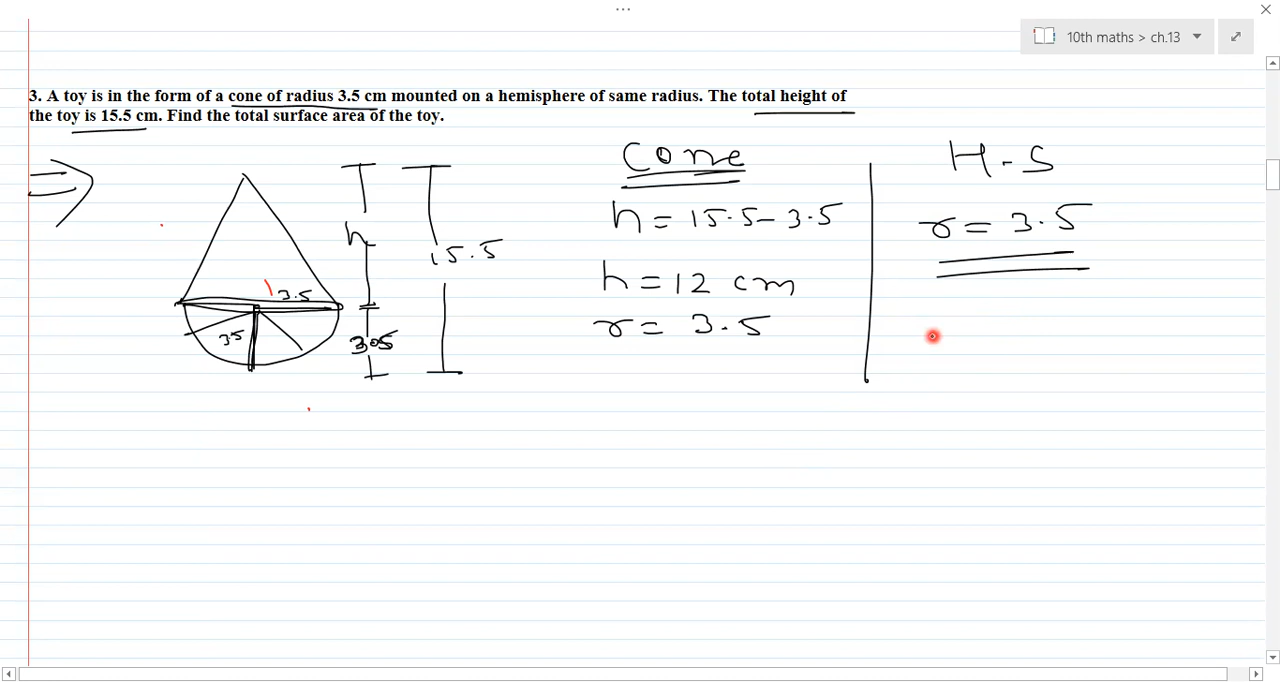 10th maths > ch.13
3. A toy is in the form of a cone of radius 3.5 cm mounted on a hemisphere of same radius. The total height of
the toy is 15.5 cm. Find the total surface area of the toy.
Cone
H-S
h = 15.5 - 3.5
r = 3.5
h
15.5
h = 12 cm
3.5
r = 3.5
3.5
3.5